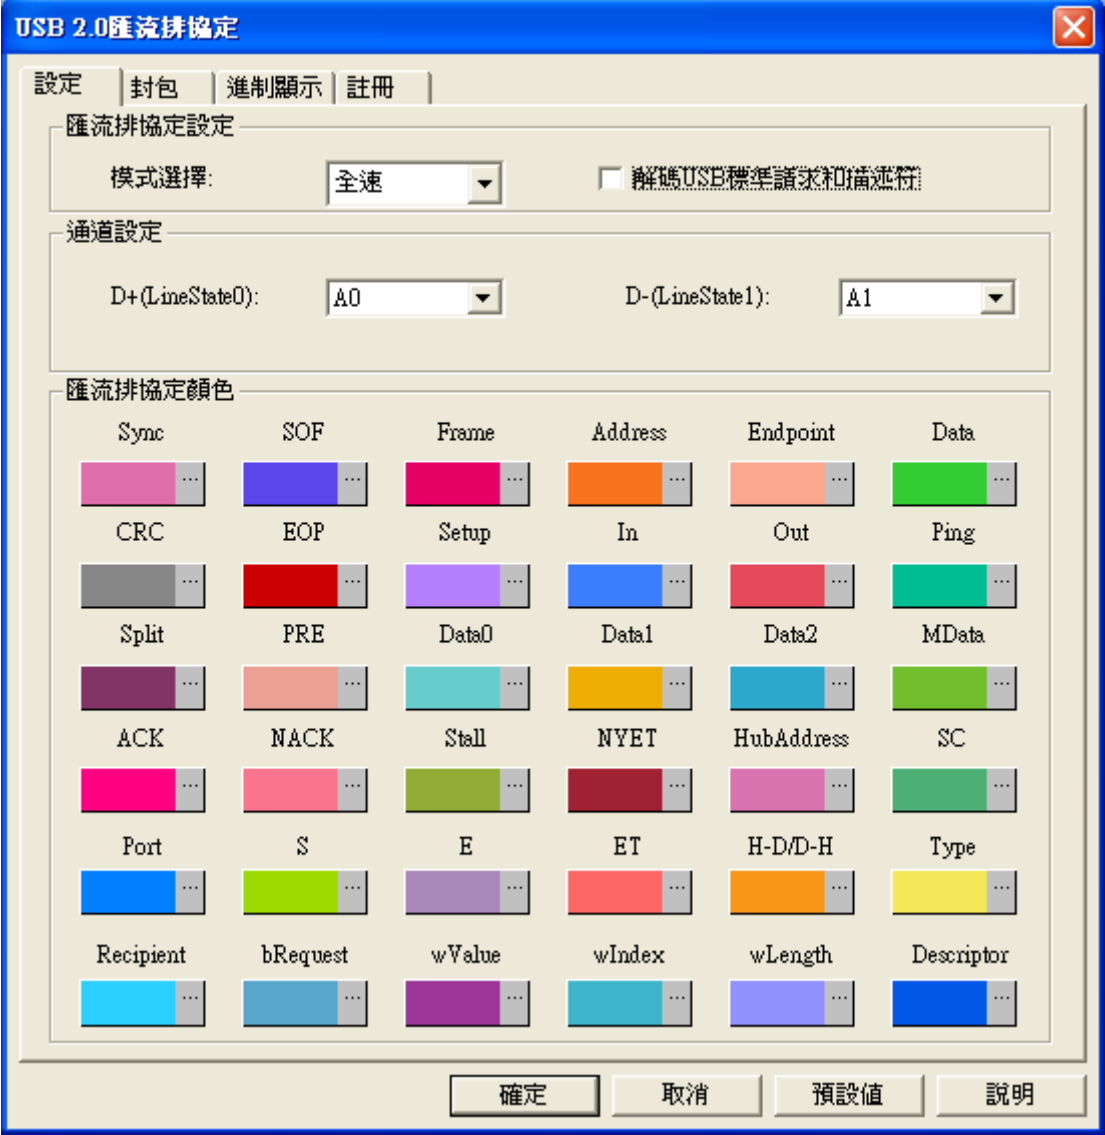 USB 2.0匯流排協定
設定 封包 進制顯示 註冊
匯流排協定設定
模式選擇: 全速 解碼USB標準請求和描述符
通道設定
D+(LineState0): A0 D-(LineState1): A1
匯流排協定顏色
Sync SOF Frame Address Endpoint Data
... ... ... ... ... ...
CRC EOP Setup In Out Ping
... ... ... ... ... ...
Split PRE Data0 Data1 Data2 MData
... ... ... ... ... ...
ACK NACK Stall NYET HubAddress SC
... ... ... ... ... ...
Port S E ET H-D/D-H Type
... ... ... ... ... ...
Recipient bRequest wValue wIndex wLength Descriptor
... ... ... ... ... ...
確定 取消 預設值 說明